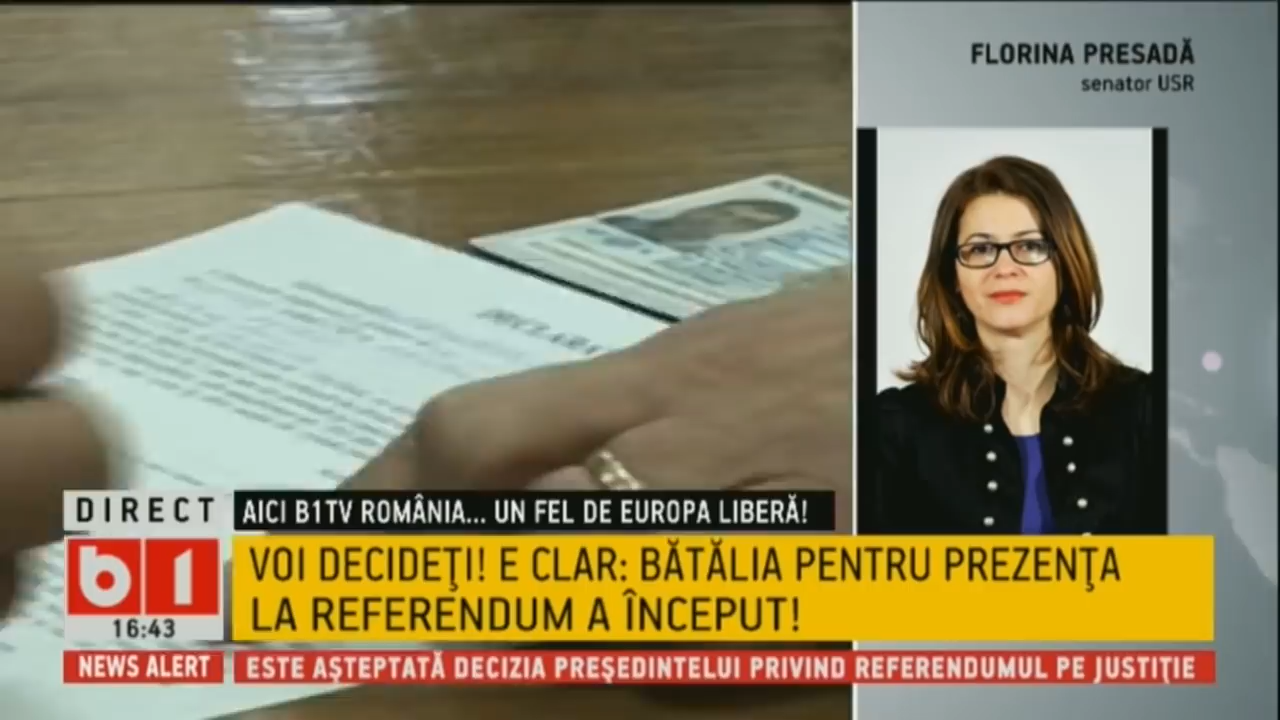 FLORINA PRESADĂ
senator USR
DECLARA
DIRECT
AICI B1TV ROMÂNIA... UN FEL DE EUROPA LIBERĂ!
b1
VOI DECIDEŢI! E CLAR: BĂTĂLIA PENTRU PREZENŢA
LA REFERENDUM A ÎNCEPUT!
16:43
NEWS ALERT
ESTE AŞTEPTATĂ DECIZIA PREŞEDINTELUI PRIVIND REFERENDUMUL PE JUSTIŢIE